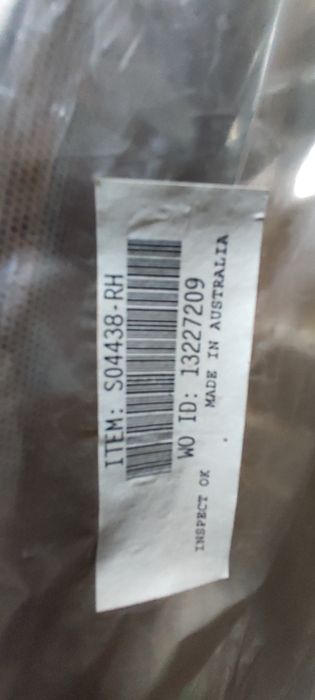 ITEM: S04438-RH
WO ID: 13227209
INSPECT OK MADE IN AUSTRALIA